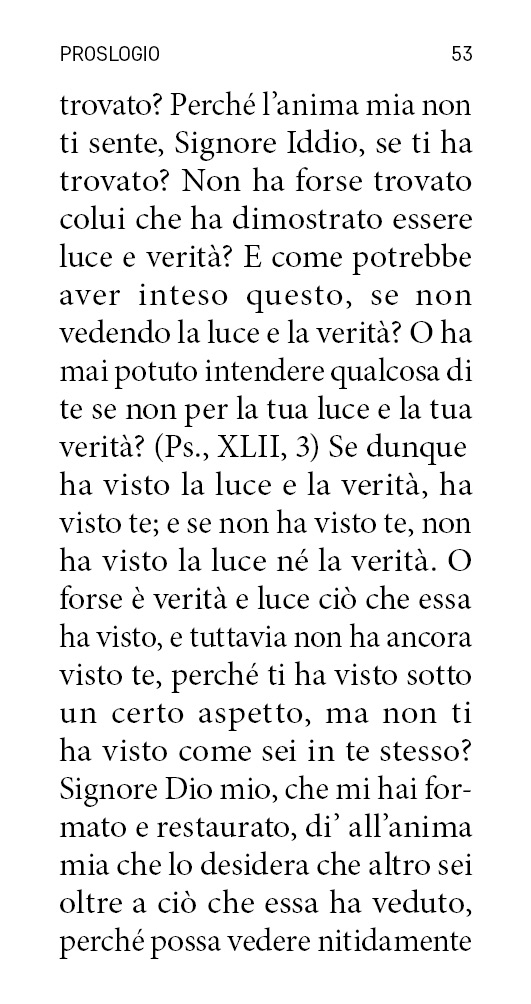 PROSLOGIO 53
trovato? Perché l’anima mia non
ti sente, Signore Iddio, se ti ha
trovato? Non ha forse trovato
colui che ha dimostrato essere
luce e verità? E come potrebbe
aver inteso questo, se non
vedendo la luce e la verità? O ha
mai potuto intendere qualcosa di
te se non per la tua luce e la tua
verità? (Ps., XLII, 3) Se dunque
ha visto la luce e la verità, ha
visto te; e se non ha visto te, non
ha visto la luce né la verità. O
forse è verità e luce ciò che essa
ha visto, e tuttavia non ha ancora
visto te, perché ti ha visto sotto
un certo aspetto, ma non ti
ha visto come sei in te stesso?
Signore Dio mio, che mi hai for-
mato e restaurato, di’ all’anima
mia che lo desidera che altro sei
oltre a ciò che essa ha veduto,
perché possa vedere nitidamente